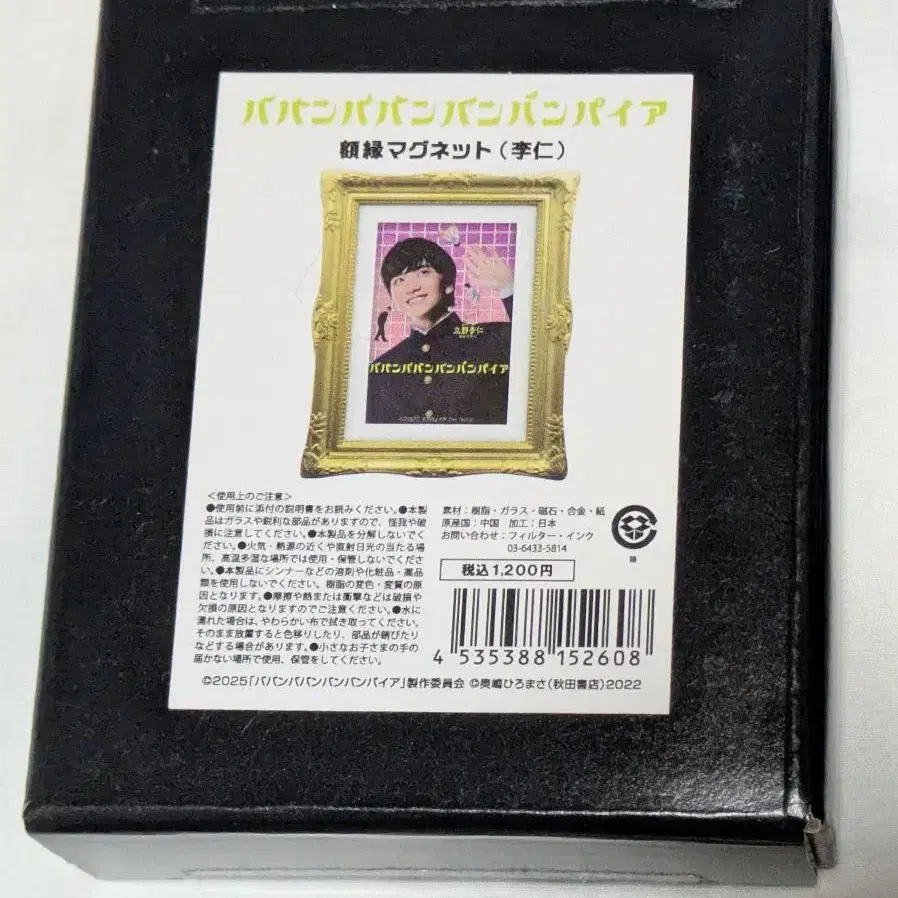 ババンババンバンバンパイア
額縁マグネット（李仁）
立野李仁
ババンババンバンバンパイア
＜使用上のご注意＞
●使用前に添付の説明書をお読みください。●本製
品はガラスや鋭利な部品がありますので、怪我や破
損に注意してください。●本製品を分解しないでくだ
さい。●火気・熱源の近くや直射日光の当たる場
所、高温多湿な場所では使用・保管しないでくださ
い。●本製品にシンナーなどの溶剤や化粧品・薬品
類を使用しないでください。樹脂の変色・変質の原
因となります。●摩擦や熱または衝撃などは破損や
欠損の原因となりますのでご注意ください。●水に
濡れた場合は、やわらかい布で拭き取ってください。
そのまま放置すると色移りしたり、部品が錆びたり
などする場合があります。●小さなお子さまの手の
届かない場所で使用、保管をしてください。
素材：樹脂・ガラス・磁石・合金・紙
原産国：中国　加工：日本
お問い合わせ：フィルター・インク
03-6433-5814
箱
税込1,200円
4 535388 152608
©2025「ババンババンバンバンパイア」製作委員会 ©奥嶋ひろまさ（秋田書店）2022